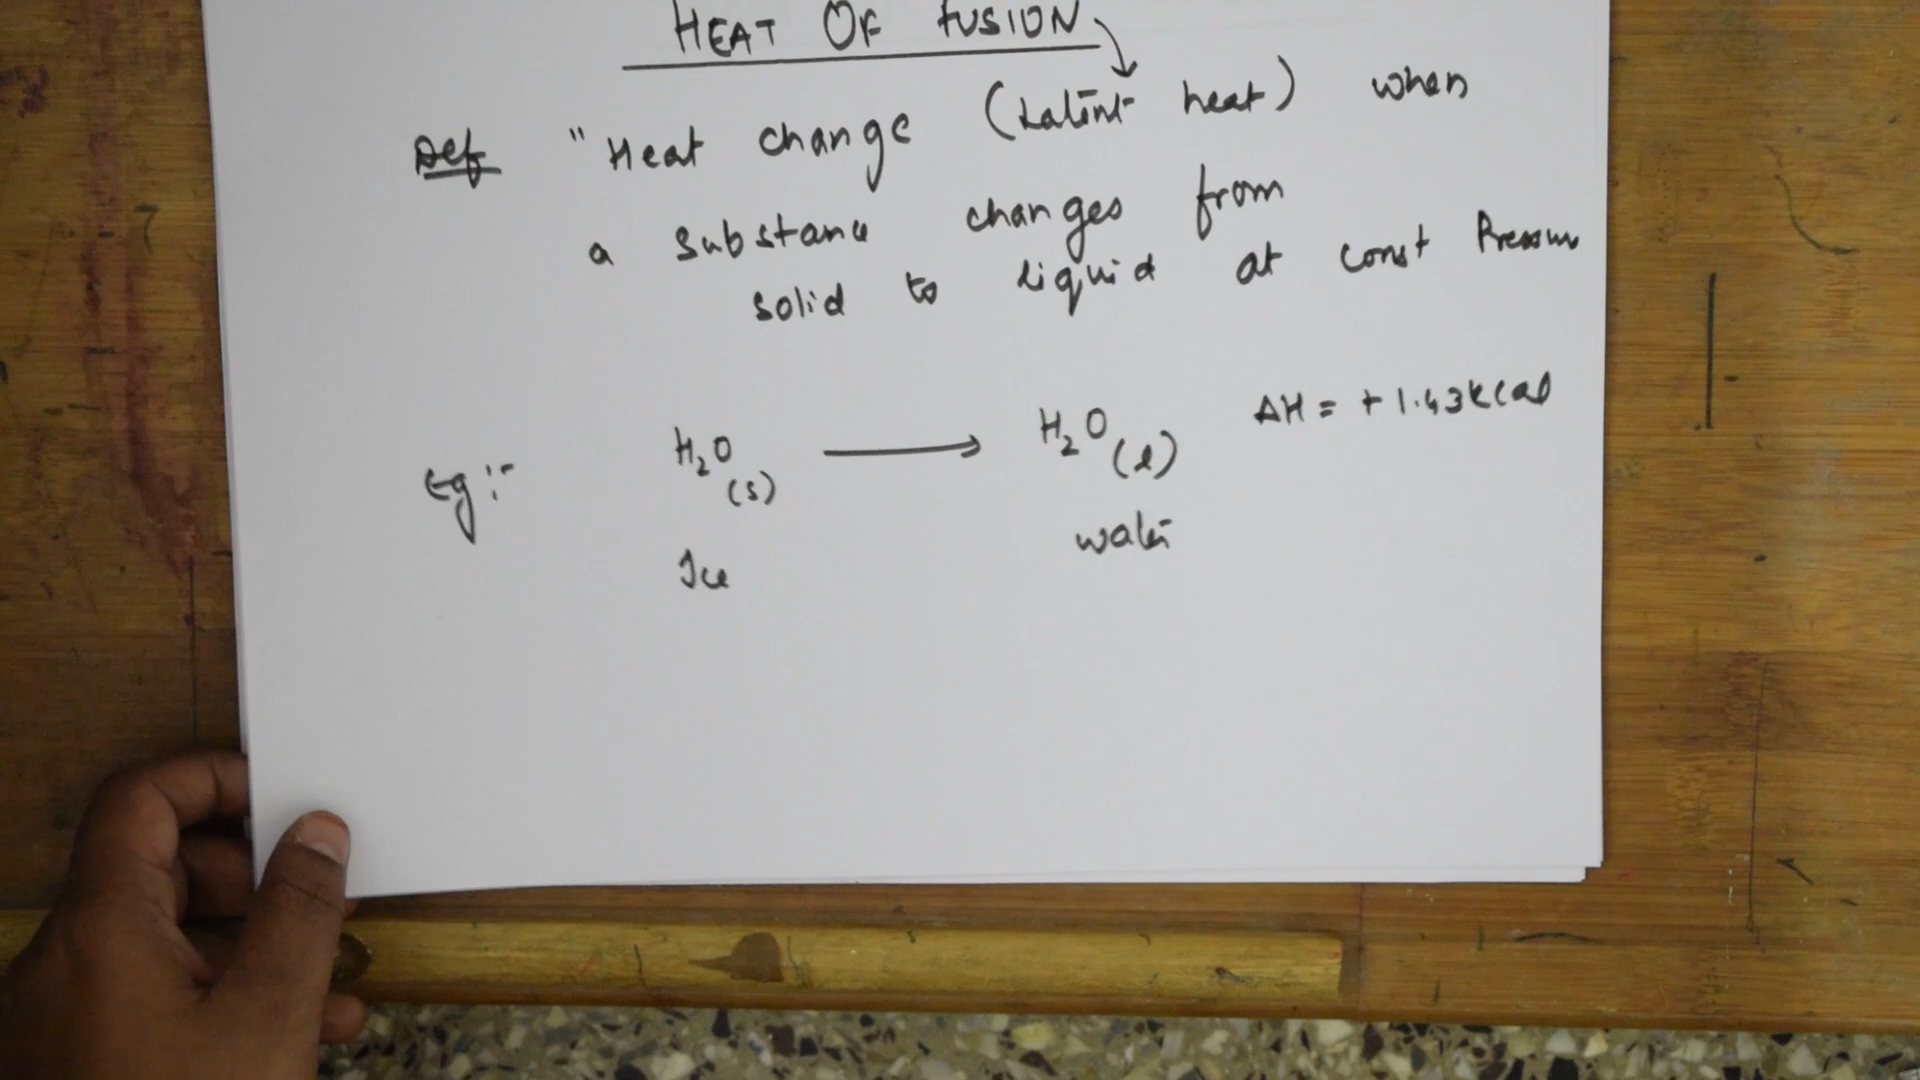 HEAT OF FUSION
Def "Heat change (Latent heat) when
a substance changes from
solid to liquid at const Pressure
Eg:- H₂O(s) → H₂O(l) ΔH = + 1.43kcal
Ice water